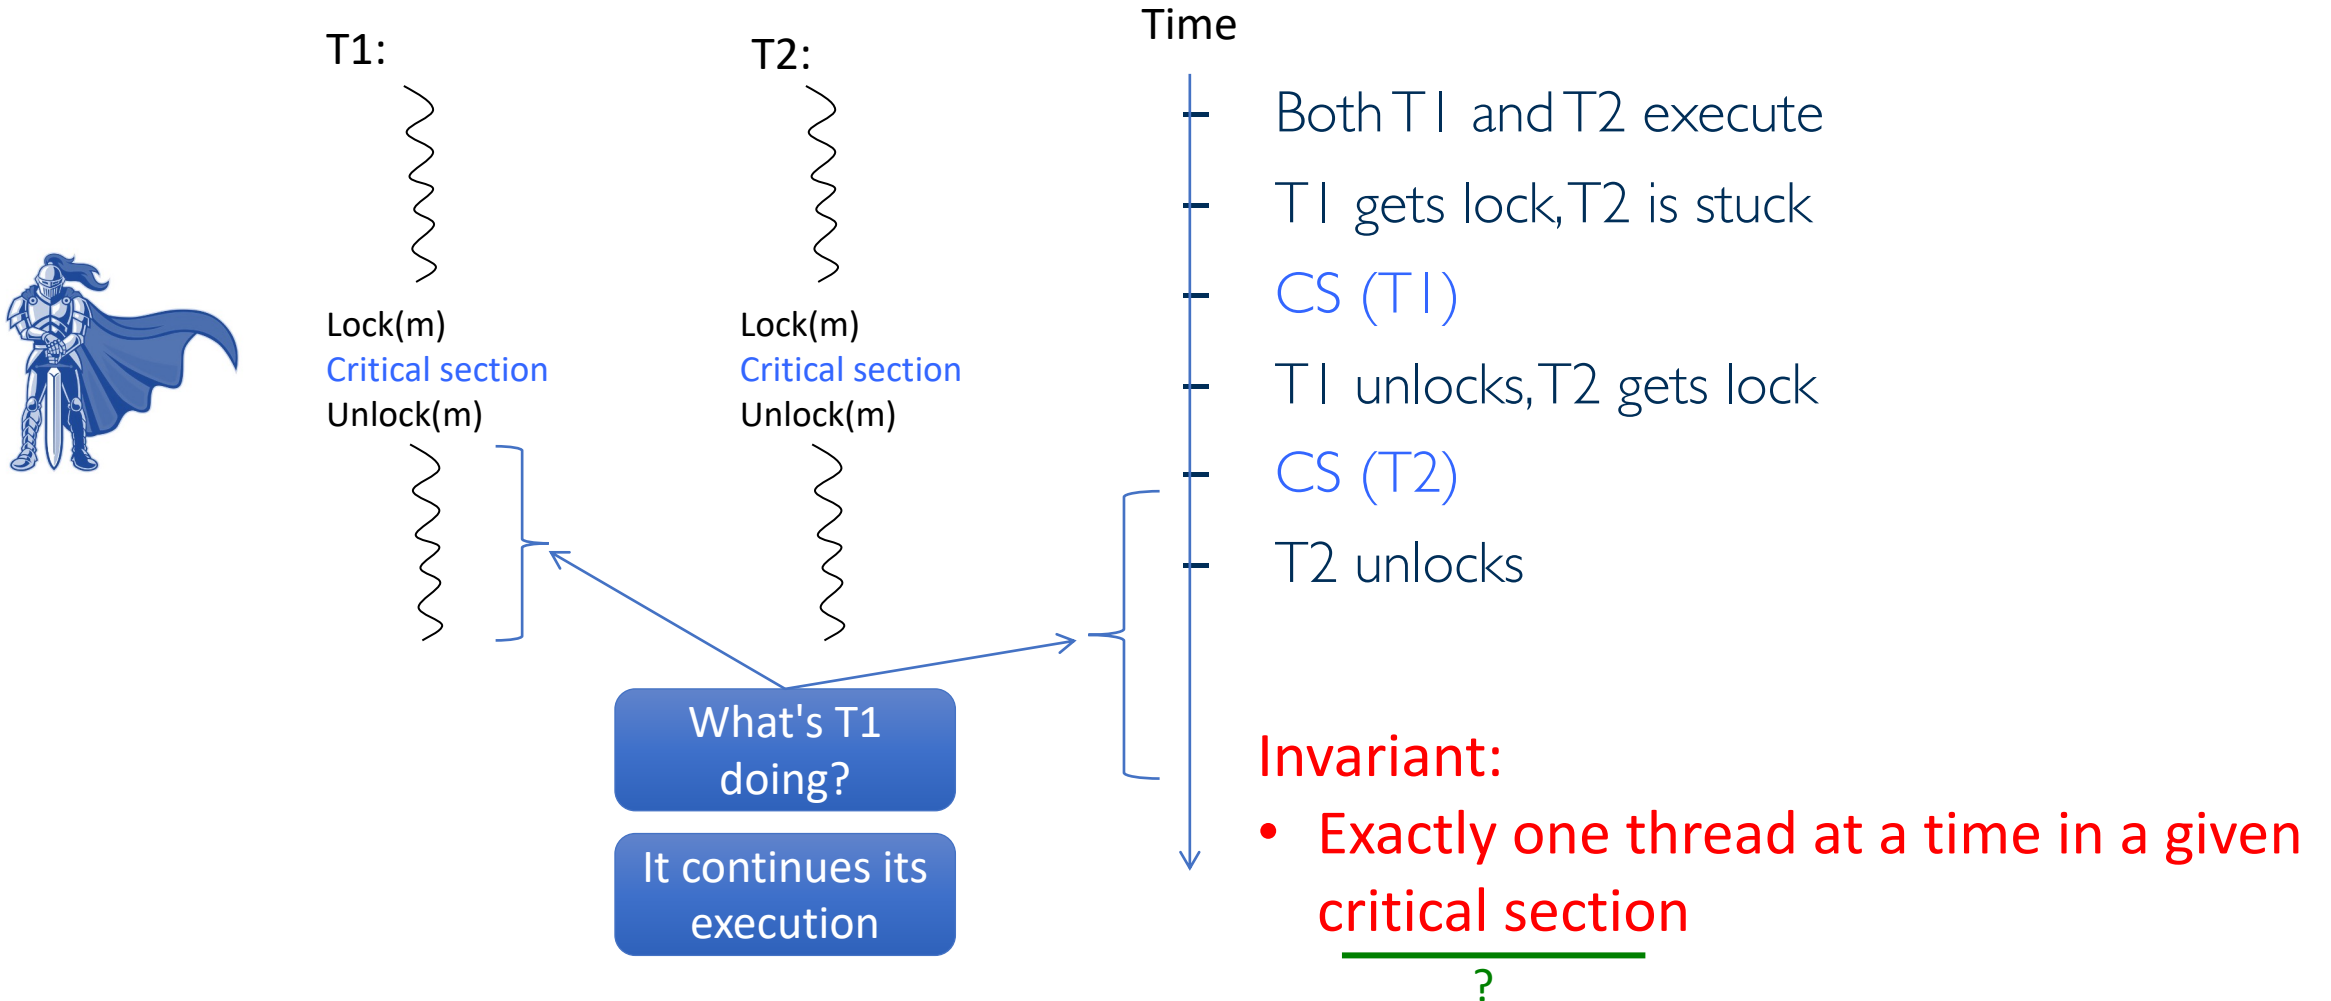 T1:
T2:
Time
Lock(m)
Critical section
Unlock(m)
Lock(m)
Critical section
Unlock(m)
Both T1 and T2 execute
T1 gets lock, T2 is stuck
CS (T1)
T1 unlocks, T2 gets lock
CS (T2)
T2 unlocks
What's T1
doing?
It continues its
execution
Invariant:
• Exactly one thread at a time in a given
critical section
?